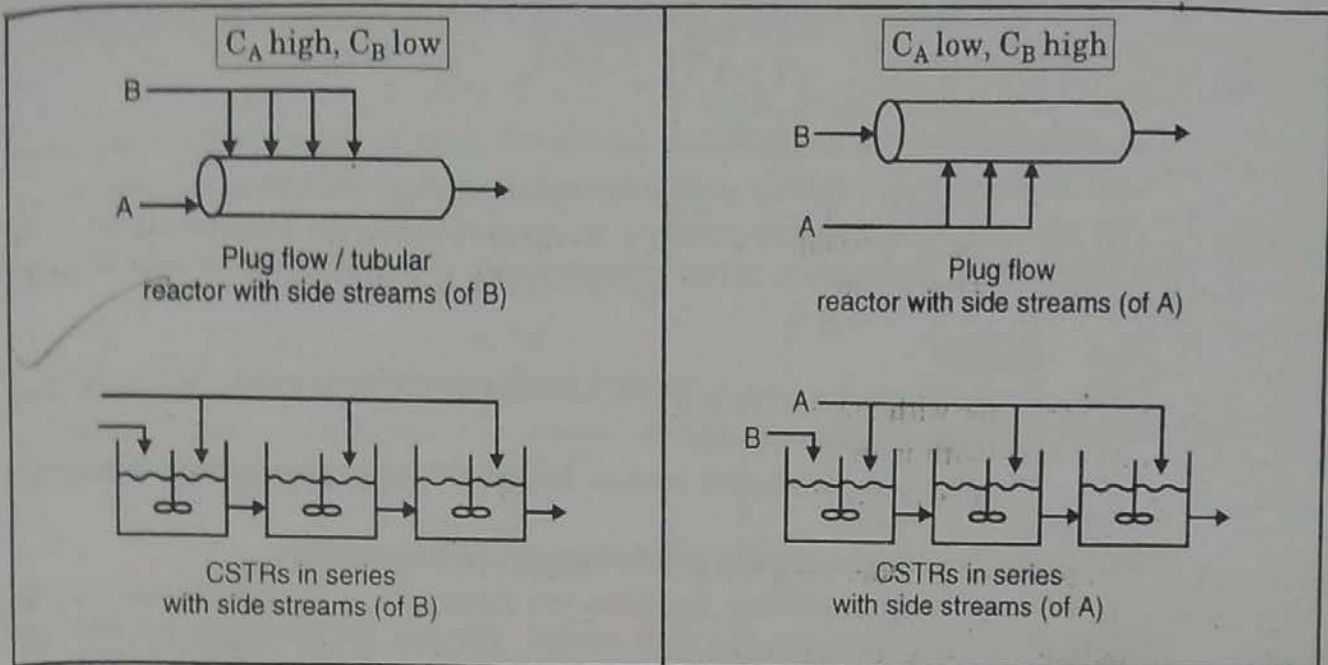 C_A high, C_B low
B
A
Plug flow / tubular
reactor with side streams (of B)
CSTRs in series
with side streams (of B)
C_A low, C_B high
B
A
Plug flow
reactor with side streams (of A)
A
B
CSTRs in series
with side streams (of A)